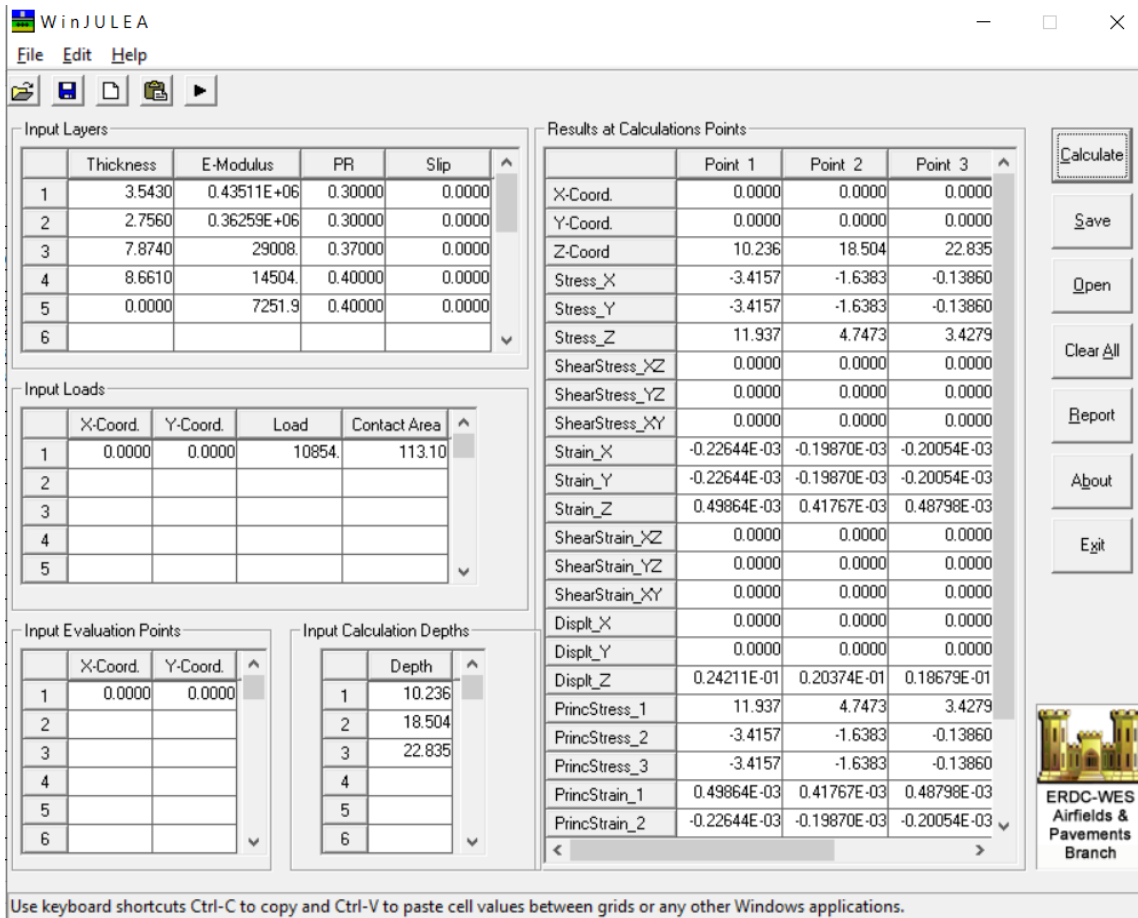 WinJULEA
File Edit Help
Input Layers
Thickness E-Modulus PR Slip
1 3.5430 0.43511E+06 0.30000 0.0000
2 2.7560 0.36259E+06 0.30000 0.0000
3 7.8740 29008. 0.37000 0.0000
4 8.6610 14504. 0.40000 0.0000
5 0.0000 7251.9 0.40000 0.0000
6
Input Loads
X-Coord. Y-Coord. Load Contact Area
1 0.0000 0.0000 10854. 113.10
2
3
4
5
Input Evaluation Points
X-Coord. Y-Coord.
1 0.0000 0.0000
2
3
4
5
6
Input Calculation Depths
Depth
1 10.236
2 18.504
3 22.835
4
5
6
Results at Calculations Points
Point 1 Point 2 Point 3
X-Coord. 0.0000 0.0000 0.0000
Y-Coord. 0.0000 0.0000 0.0000
Z-Coord 10.236 18.504 22.835
Stress_X -3.4157 -1.6383 -0.13860
Stress_Y -3.4157 -1.6383 -0.13860
Stress_Z 11.937 4.7473 3.4279
ShearStress_XZ 0.0000 0.0000 0.0000
ShearStress_YZ 0.0000 0.0000 0.0000
ShearStress_XY 0.0000 0.0000 0.0000
Strain_X -0.22644E-03 -0.19870E-03 -0.20054E-03
Strain_Y -0.22644E-03 -0.19870E-03 -0.20054E-03
Strain_Z 0.49864E-03 0.41767E-03 0.48798E-03
ShearStrain_XZ 0.0000 0.0000 0.0000
ShearStrain_YZ 0.0000 0.0000 0.0000
ShearStrain_XY 0.0000 0.0000 0.0000
Displt_X 0.0000 0.0000 0.0000
Displt_Y 0.0000 0.0000 0.0000
Displt_Z 0.24211E-01 0.20374E-01 0.18679E-01
PrincStress_1 11.937 4.7473 3.4279
PrincStress_2 -3.4157 -1.6383 -0.13860
PrincStress_3 -3.4157 -1.6383 -0.13860
PrincStrain_1 0.49864E-03 0.41767E-03 0.48798E-03
PrincStrain_2 -0.22644E-03 -0.19870E-03 -0.20054E-03
Calculate
Save
Open
Clear All
Report
About
Exit
ERDC-WES
Airfields &
Pavements
Branch
Use keyboard shortcuts Ctrl-C to copy and Ctrl-V to paste cell values between grids or any other Windows applications.